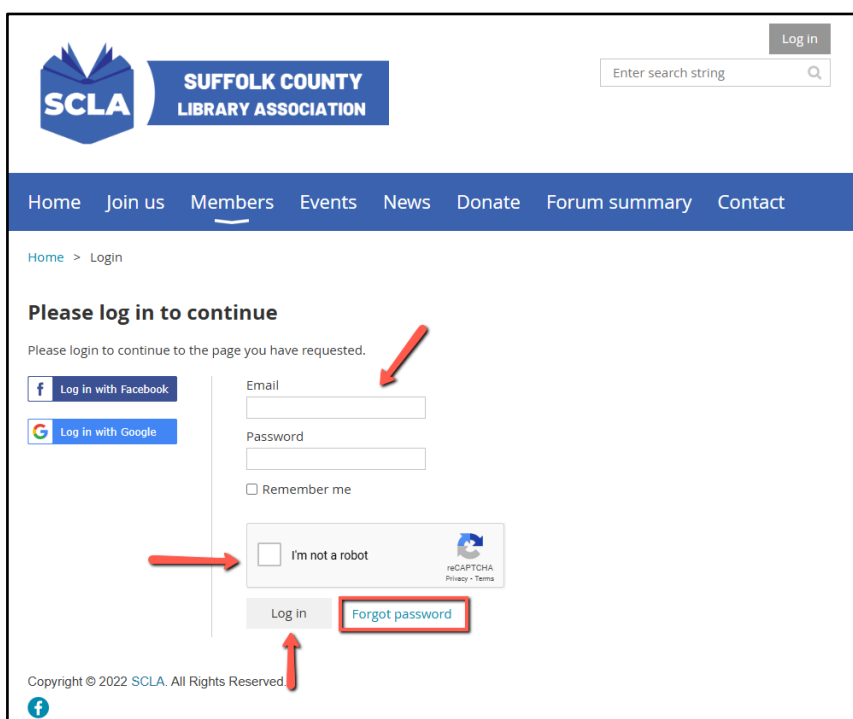 Log in
Enter search string
SCLA
SUFFOLK COUNTY
LIBRARY ASSOCIATION
Home Join us Members Events News Donate Forum summary Contact
Home > Login
Please log in to continue
Please login to continue to the page you have requested.
f Log in with Facebook
G Log in with Google
Email
Password
Remember me
I'm not a robot
reCAPTCHA
Privacy - Terms
Log in Forgot password
Copyright © 2022 SCLA. All Rights Reserved.
f